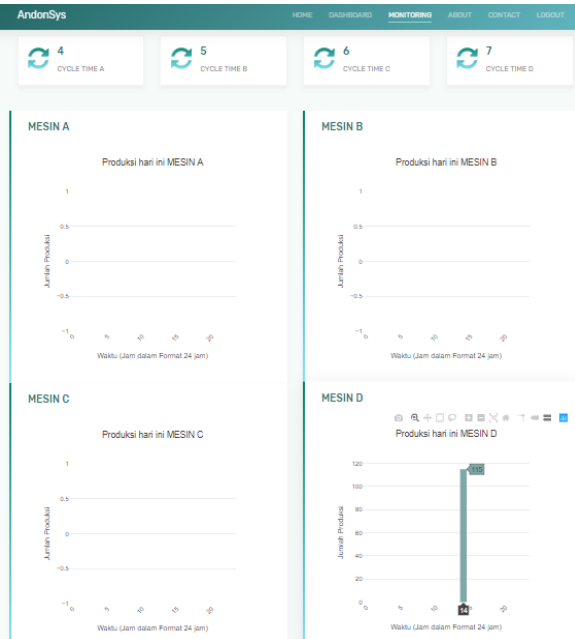 AndonSys HOME DASHBOARD MONITORING ABOUT CONTACT LOGOUT
4
CYCLE TIME A
5
CYCLE TIME B
6
CYCLE TIME C
7
CYCLE TIME D
MESIN A
Produksi hari ini MESIN A
1
0.5
0
−0.5
−1
Jumlah Produksi
0 5 10 15 20
Waktu (Jam dalam Format 24 jam)
MESIN B
Produksi hari ini MESIN B
1
0.5
0
−0.5
−1
Jumlah Produksi
0 5 10 15 20
Waktu (Jam dalam Format 24 jam)
MESIN C
Produksi hari ini MESIN C
1
0.5
0
−0.5
−1
Jumlah Produksi
0 5 10 15 20
Waktu (Jam dalam Format 24 jam)
MESIN D
Produksi hari ini MESIN D
120
100
80
60
40
20
0
Jumlah Produksi
115
0 5 10 14 20
Waktu (Jam dalam Format 24 jam)